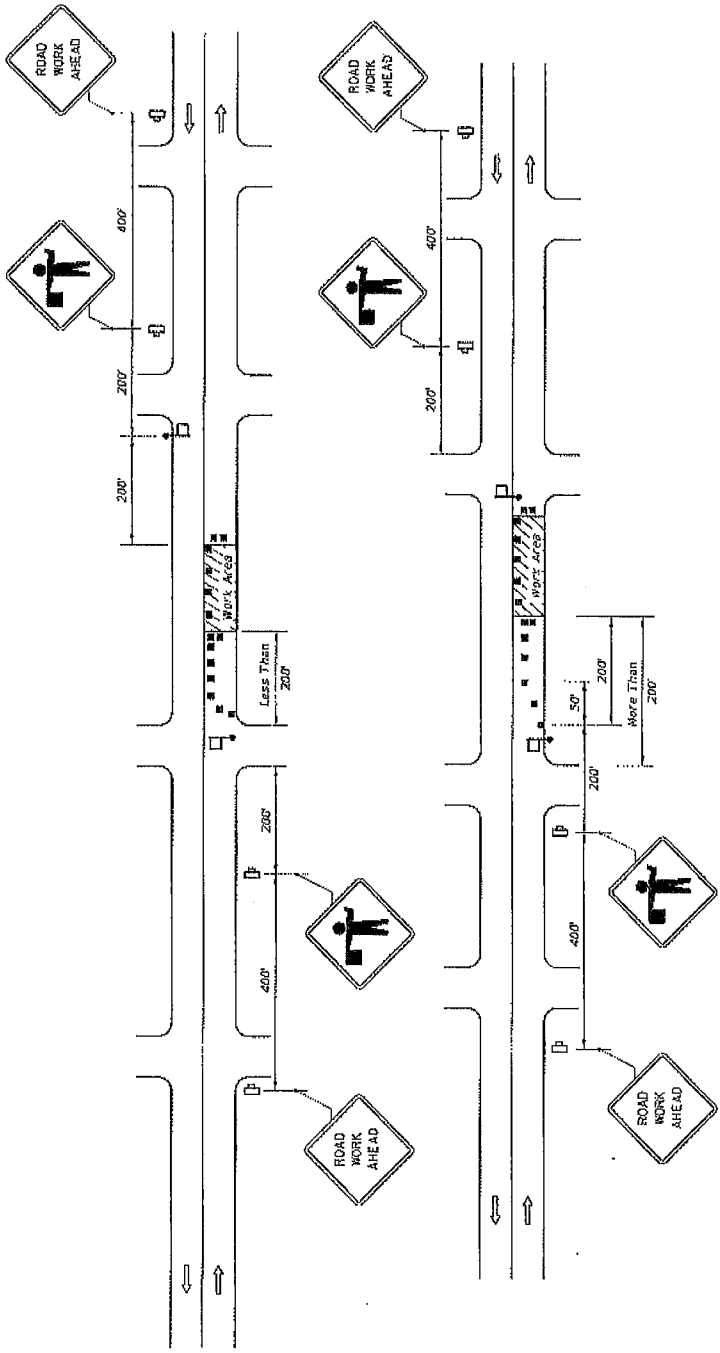 ROAD
WORK
AHEAD
400'
200'
200'
Work Area
Less Than
200'
200'
400'
ROAD
WORK
AHEAD
ROAD
WORK
AHEAD
400'
200'
Work Area
200'
More Than
200'
50'
200'
400'
ROAD
WORK
AHEAD